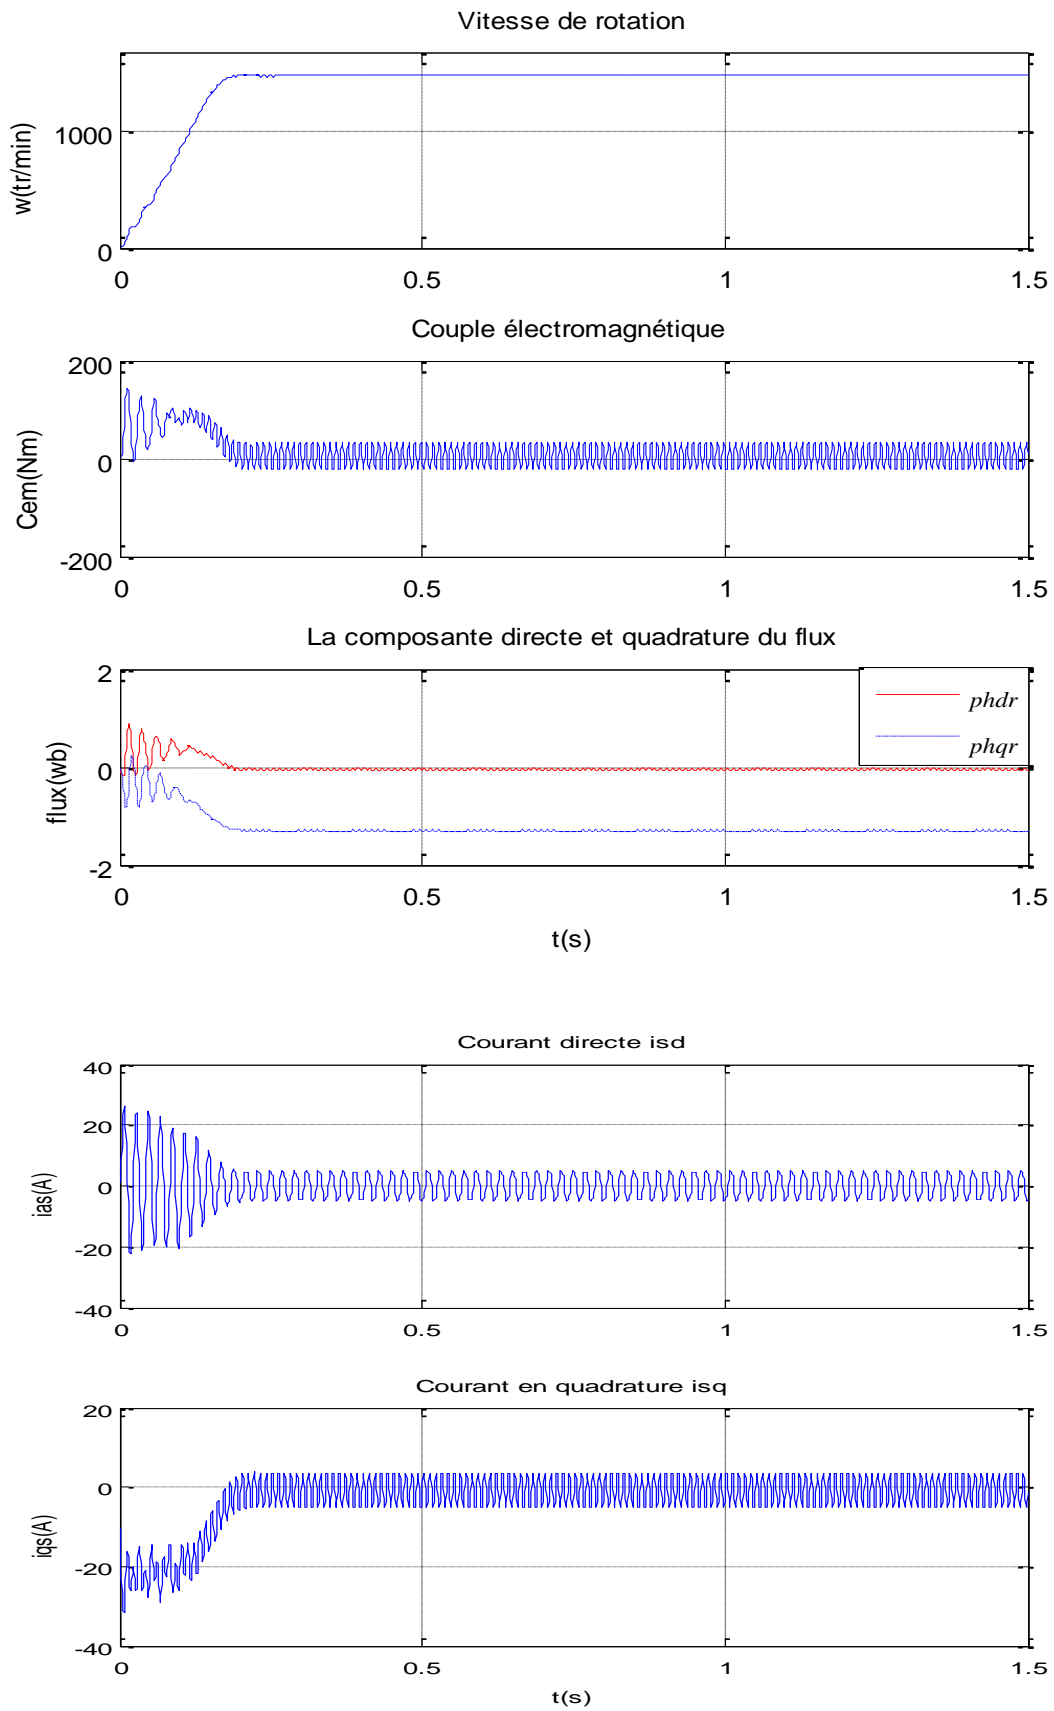 Vitesse de rotation
w(tr/min)
1000
0
0 0.5 1 1.5
Couple électromagnétique
Cem(Nm)
200
0
-200
0 0.5 1 1.5
La composante directe et quadrature du flux
flux(wb)
2
0
-2
phdr
phqr
0 0.5 1 1.5
t(s)
Courant directe isd
ias(A)
40
20
0
-20
-40
0 0.5 1 1.5
Courant en quadrature isq
iqs(A)
20
0
-20
-40
0 0.5 1 1.5
t(s)